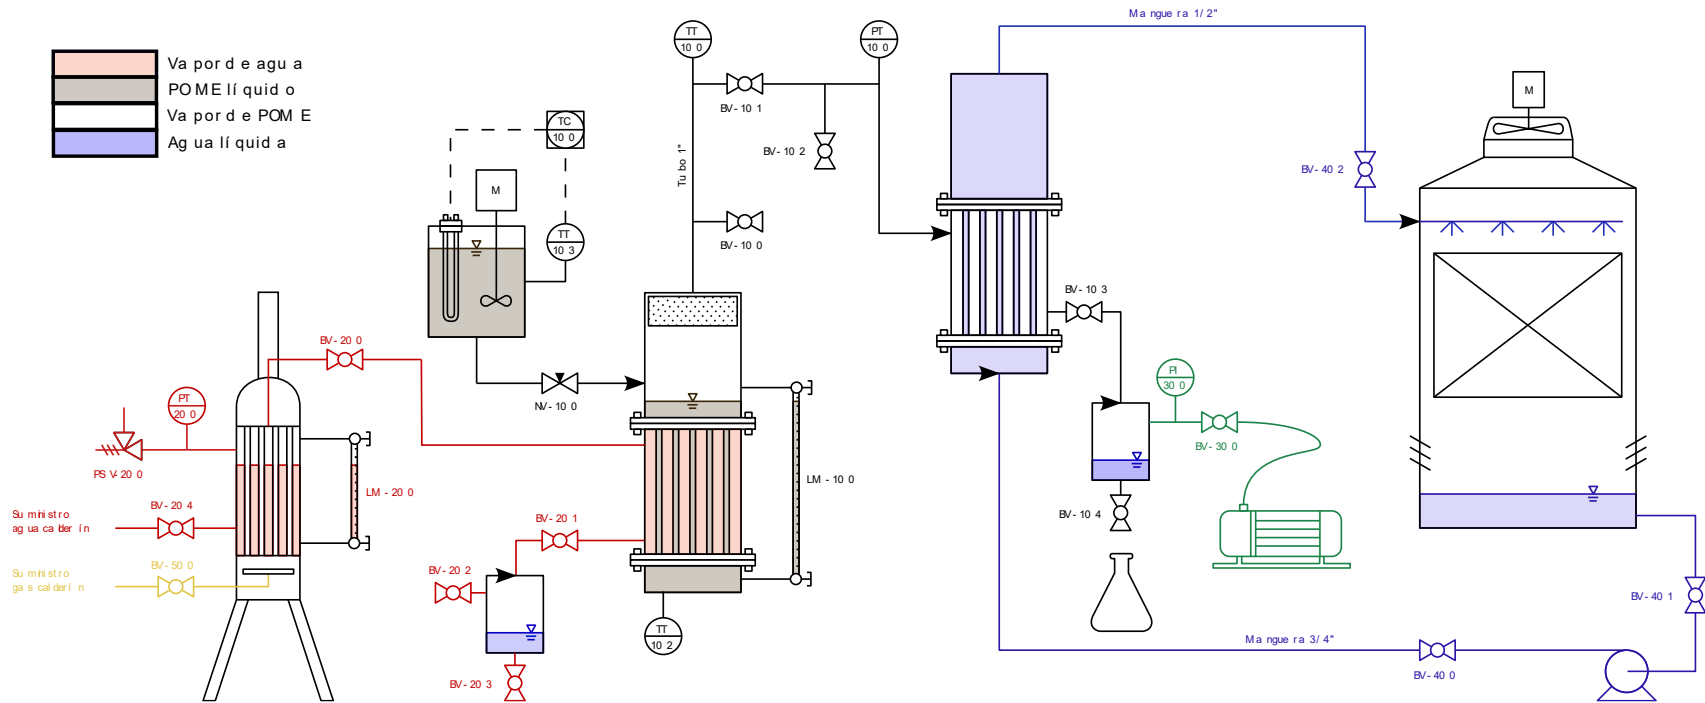 Manguera 1/2"
TT
100
PT
100
Vapor de agua
POME líquido
Vapor de POME
Agua líquida
M
BV-101
TC
100
BV-102
Tubo 1"
BV-402
M
TT
103
BV-100
BV-103
BV-200
PI
300
PT
200
NV-100
BV-300
PSV-200
LM-100
LM-200
BV-204
Suministro
agua calderín
BV-201
BV-104
BV-500
Suministro
gas calderín
BV-202
BV-401
TT
102
Manguera 3/4"
BV-203
BV-400